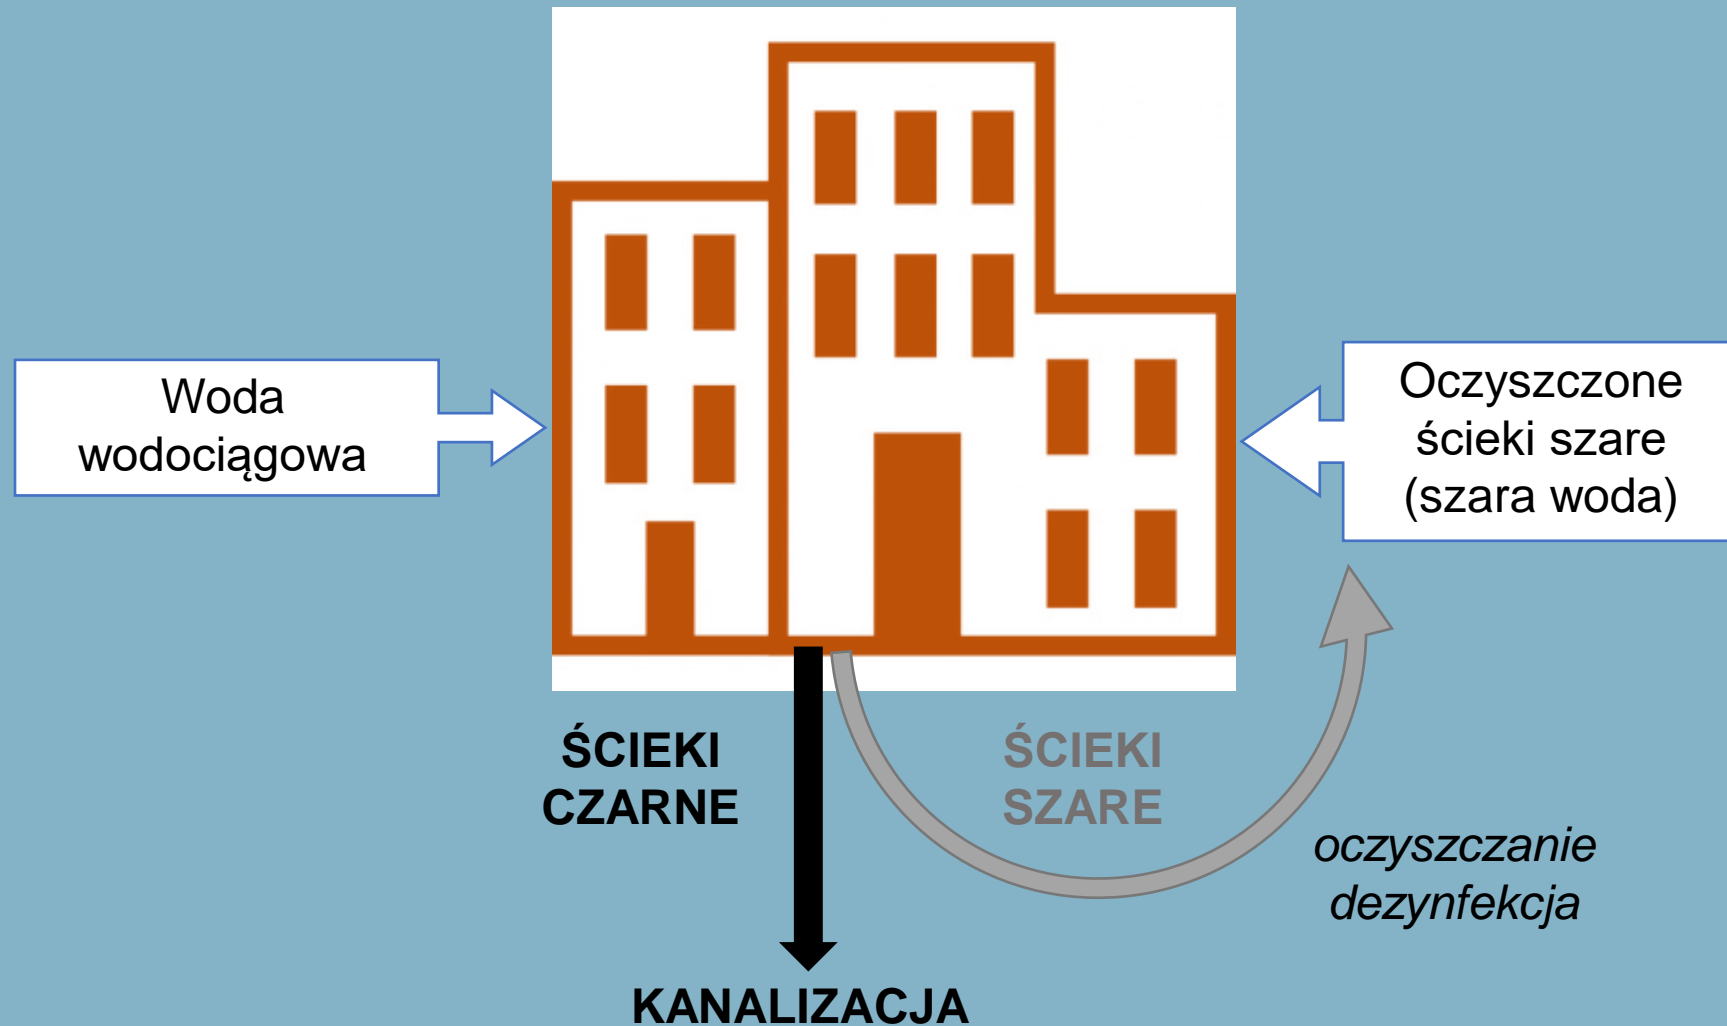 Woda
wodociągowa
Oczyszczone
ścieki szare
(szara woda)
ŚCIEKI
CZARNE
ŚCIEKI
SZARE
oczyszczanie
dezynfekcja
KANALIZACJA